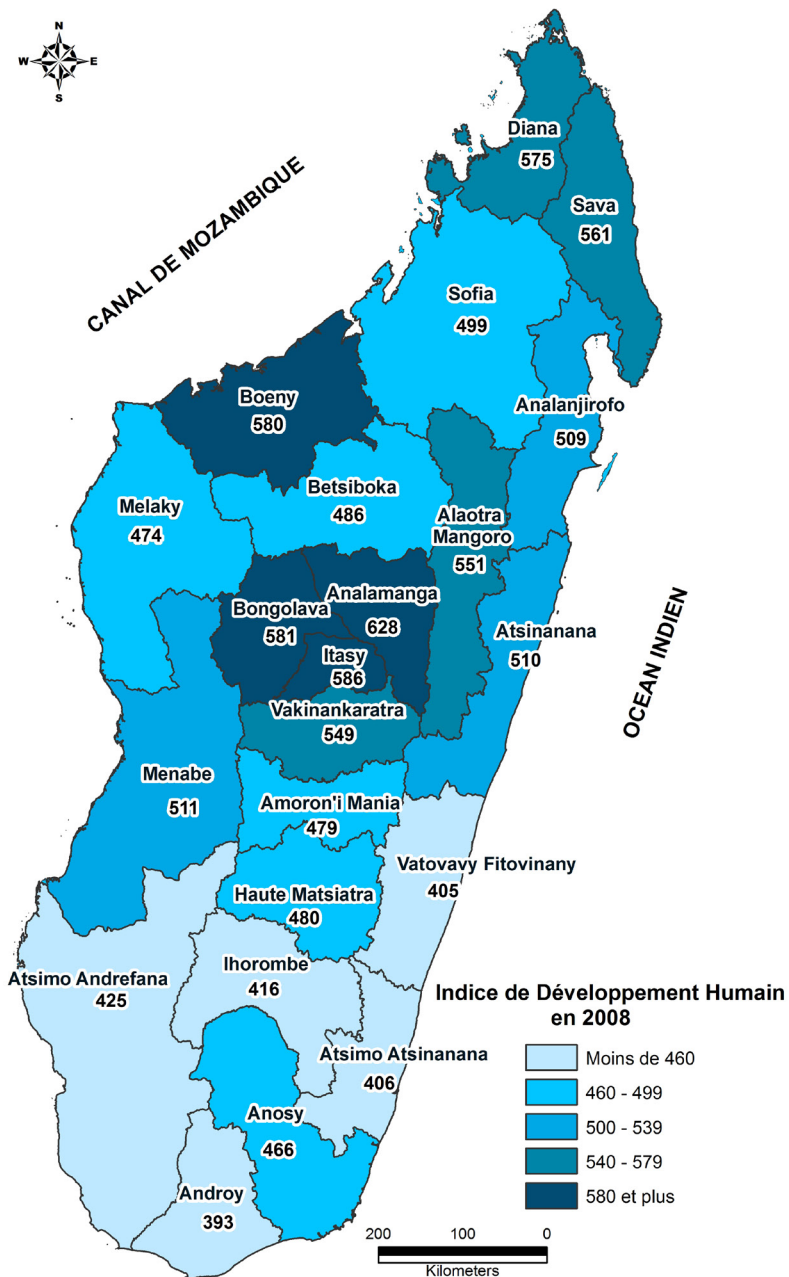 N
W E
S
Diana
575
Sava
561
CANAL DE MOZAMBIQUE
Sofia
499
Boeny
580
Analanjirofo
509
Betsiboka
486
Melaky
474
Alaotra
Mangoro
551
Analamanga
628
Bongolava
581
Atsinanana
510
OCEAN INDIEN
Itasy
586
Vakinankaratra
549
Menabe
511
Amoron'i Mania
479
Vatovavy Fitovinany
405
Haute Matsiatra
480
Ihorombe
416
Atsimo Andrefana
425
Atsimo Atsinanana
406
Anosy
466
Androy
393
Indice de Développement Humain
en 2008
Moins de 460
460 - 499
500 - 539
540 - 579
580 et plus
200 100 0
Kilometers